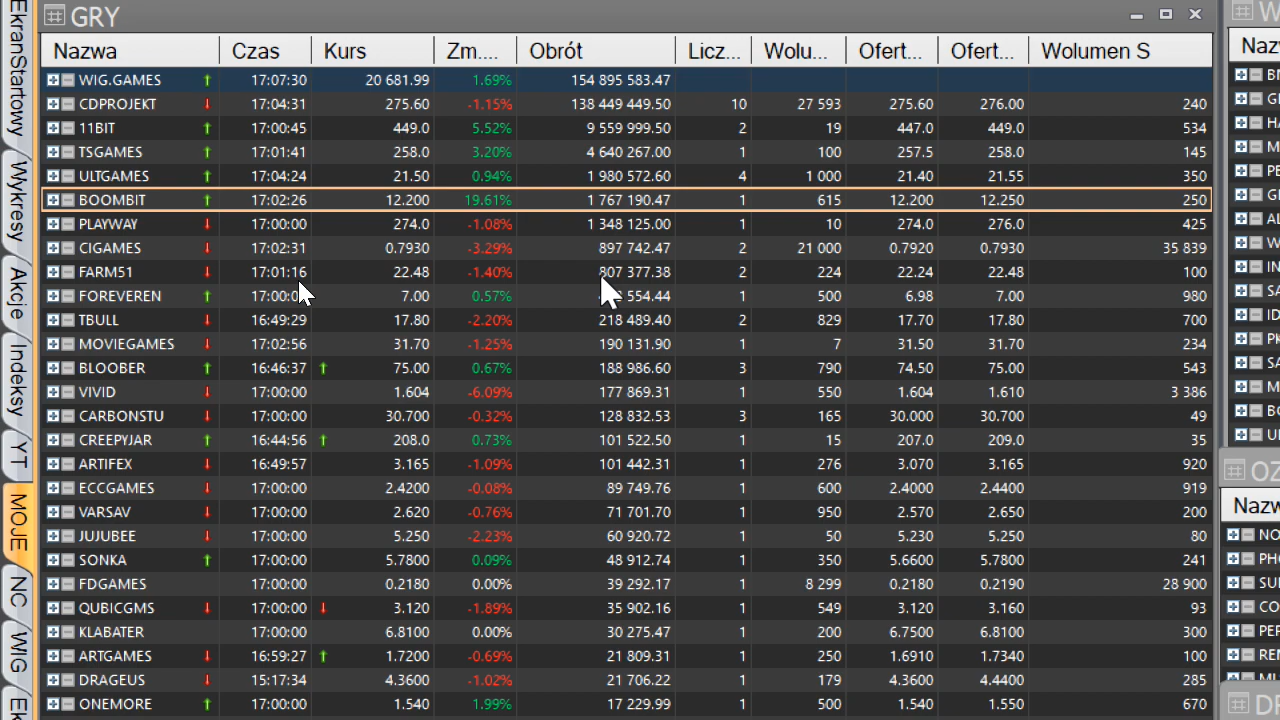 GRY
Nazwa Czas Kurs Zm.... Obrót Licz... Wolu... Ofert... Ofert... Wolumen S
WIG.GAMES 17:07:30 20 681.99 1.69% 154 895 583.47
CDPROJEKT 17:04:31 275.60 -1.15% 138 449 449.50 10 27 593 275.60 276.00 240
11BIT 17:00:45 449.0 5.52% 9 559 999.50 2 19 447.0 449.0 534
TSGAMES 17:01:41 258.0 3.20% 4 640 267.00 1 100 257.5 258.0 145
ULTGAMES 17:04:24 21.50 0.94% 1 980 572.60 4 1 000 21.40 21.55 350
BOOMBIT 17:02:26 12.200 19.61% 1 767 190.47 1 615 12.200 12.250 250
PLAYWAY 17:00:00 274.0 -1.08% 1 348 125.00 1 10 274.0 276.0 425
CIGAMES 17:02:31 0.7930 -3.29% 897 742.47 2 21 000 0.7920 0.7930 35 839
FARM51 17:01:16 22.48 -1.40% 807 377.38 2 224 22.24 22.48 100
FOREVEREN 7.00 0.57% 554.44 1 500 6.98 7.00 980
TBULL 16:49:29 17.80 -2.20% 218 489.40 2 829 17.70 17.80 700
MOVIEGAMES 17:02:56 31.70 -1.25% 190 131.90 1 7 31.50 31.70 234
BLOOBER 16:46:37 75.00 0.67% 188 986.60 3 790 74.50 75.00 543
VIVID 17:00:00 1.604 -6.09% 177 869.31 1 550 1.604 1.610 3 386
CARBONSTU 17:00:00 30.700 -0.32% 128 832.53 3 165 30.000 30.700 49
CREEPYJAR 16:44:56 208.0 0.73% 101 522.50 1 15 207.0 209.0 35
ARTIFEX 16:49:57 3.165 -1.09% 101 442.31 1 276 3.070 3.165 920
ECCGAMES 17:00:00 2.4200 -0.08% 89 749.76 1 600 2.4000 2.4400 919
VARSAV 17:00:00 2.620 -0.76% 71 701.70 1 950 2.570 2.650 200
JUJUBEE 17:00:00 5.250 -2.23% 60 920.72 1 50 5.230 5.250 80
SONKA 17:00:00 5.7800 0.09% 48 912.74 1 350 5.6600 5.7800 241
FDGAMES 17:00:00 0.2180 0.00% 39 292.17 1 8 299 0.2180 0.2190 28 900
QUBICGMS 17:00:00 3.120 -1.89% 35 902.16 1 549 3.120 3.160 93
KLABATER 17:00:00 6.8100 0.00% 30 275.47 1 200 6.7500 6.8100 300
ARTGAMES 16:59:27 1.7200 -0.69% 21 809.31 1 250 1.6910 1.7340 100
DRAGEUS 15:17:34 4.3600 -1.02% 21 706.22 1 179 4.3600 4.4400 285
ONEMORE 17:00:00 1.540 1.99% 17 229.99 1 500 1.540 1.550 670
EkranStartowy
Wykresy
Akcje
Indeksy
YT
MOJE
NC
WIG